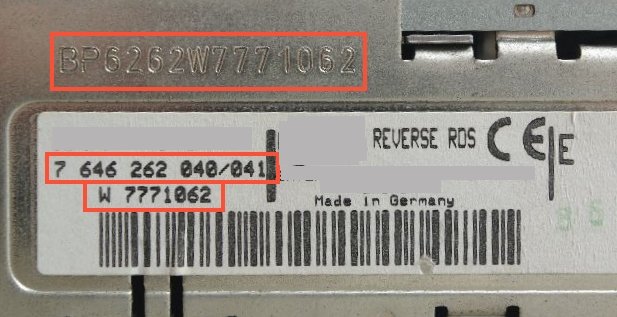 BP6262W7771062
REVERSE RDS CE E
7 646 262 040/041
W 7771062
Made in Germany